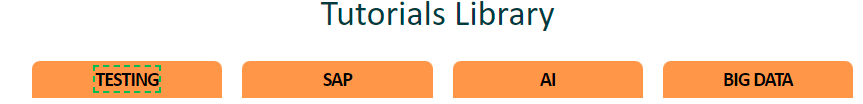 Tutorials Library
TESTING SAP AI BIG DATA